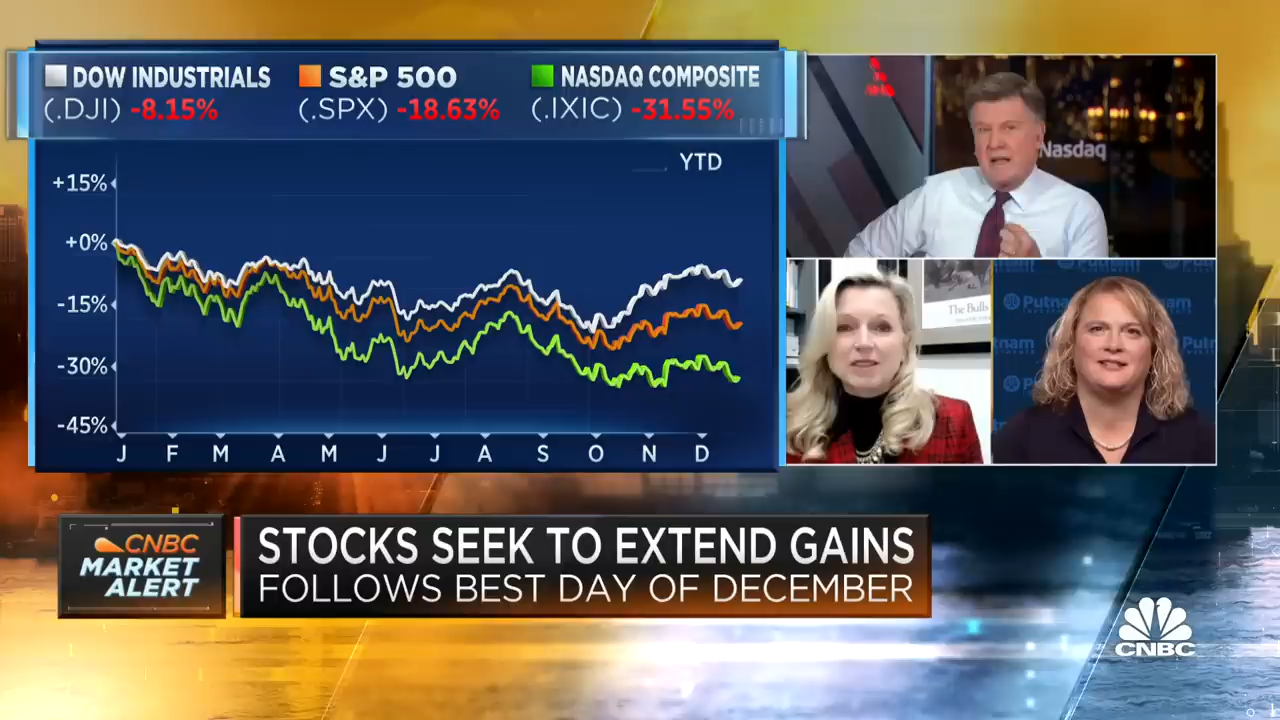 DOW INDUSTRIALS
(.DJI) -8.15%
S&P 500
(.SPX) -18.63%
NASDAQ COMPOSITE
(.IXIC) -31.55%
YTD
+15%
+0%
-15%
-30%
-45%
J F M A M J J A S O N D
Nasdaq
The Bulls
Putnam
Putnam
CNBC
MARKET
ALERT
STOCKS SEEK TO EXTEND GAINS
FOLLOWS BEST DAY OF DECEMBER
CNBC